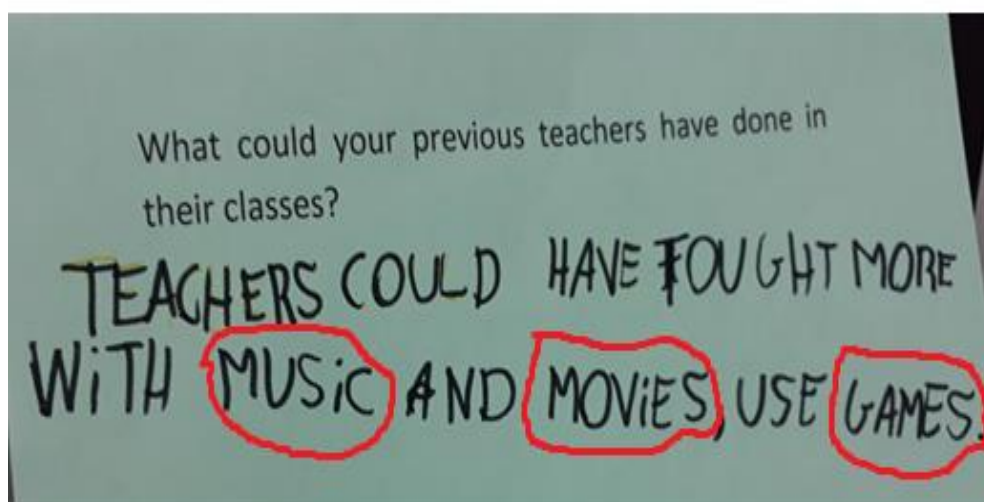 What could your previous teachers have done in
their classes?
TEACHERS COULD HAVE FOUGHT MORE
WiTH MUSiC AND MOViES, USE GAMES.